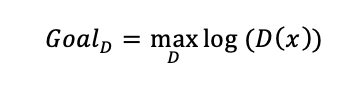 Goal_D = max_D log (D(x))